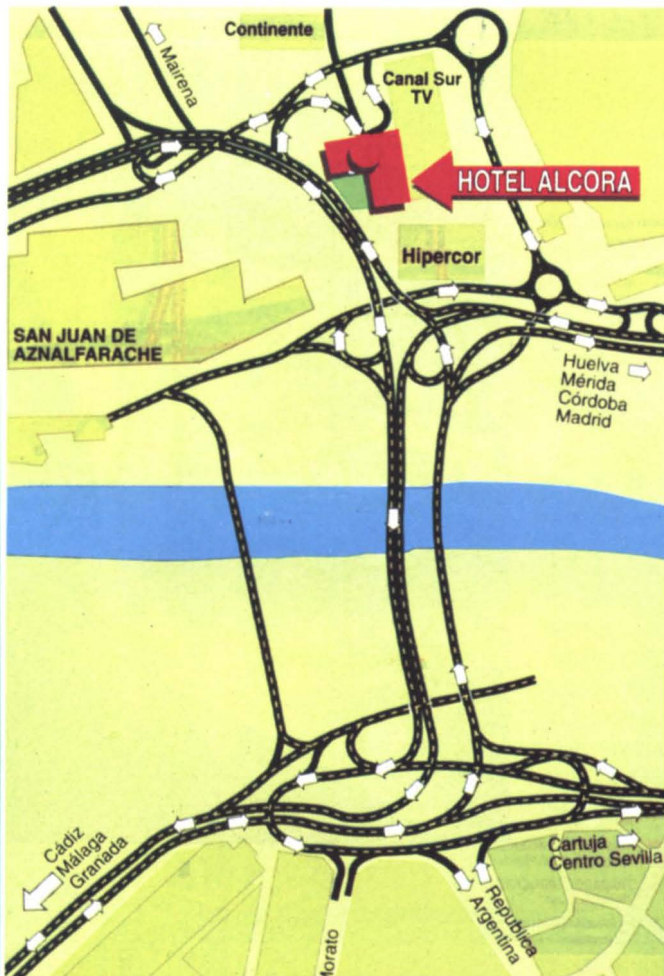 Continente
Mairena
Canal Sur
TV
HOTEL ALCORA
Hipercor
SAN JUAN DE
AZNALFARACHE
Huelva
Mérida
Córdoba
Madrid
Cádiz
Málaga
Granada
Cartuja
Centro Sevilla
Republica
Argentina
Morato